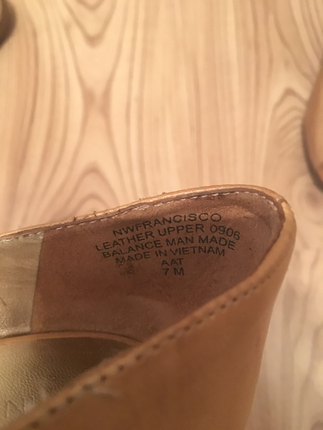 NWFRANCISCO
LEATHER UPPER 0906
BALANCE MAN MADE
MADE IN VIETNAM
AAT
7 M